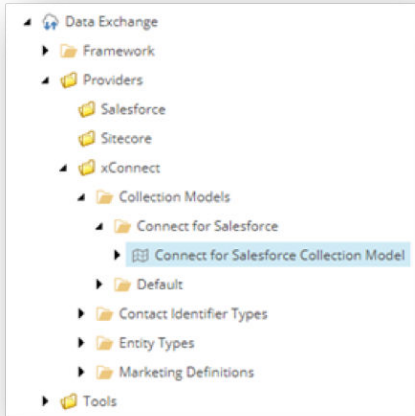 Data Exchange
Framework
Providers
Salesforce
Sitecore
xConnect
Collection Models
Connect for Salesforce
Connect for Salesforce Collection Model
Default
Contact Identifier Types
Entity Types
Marketing Definitions
Tools